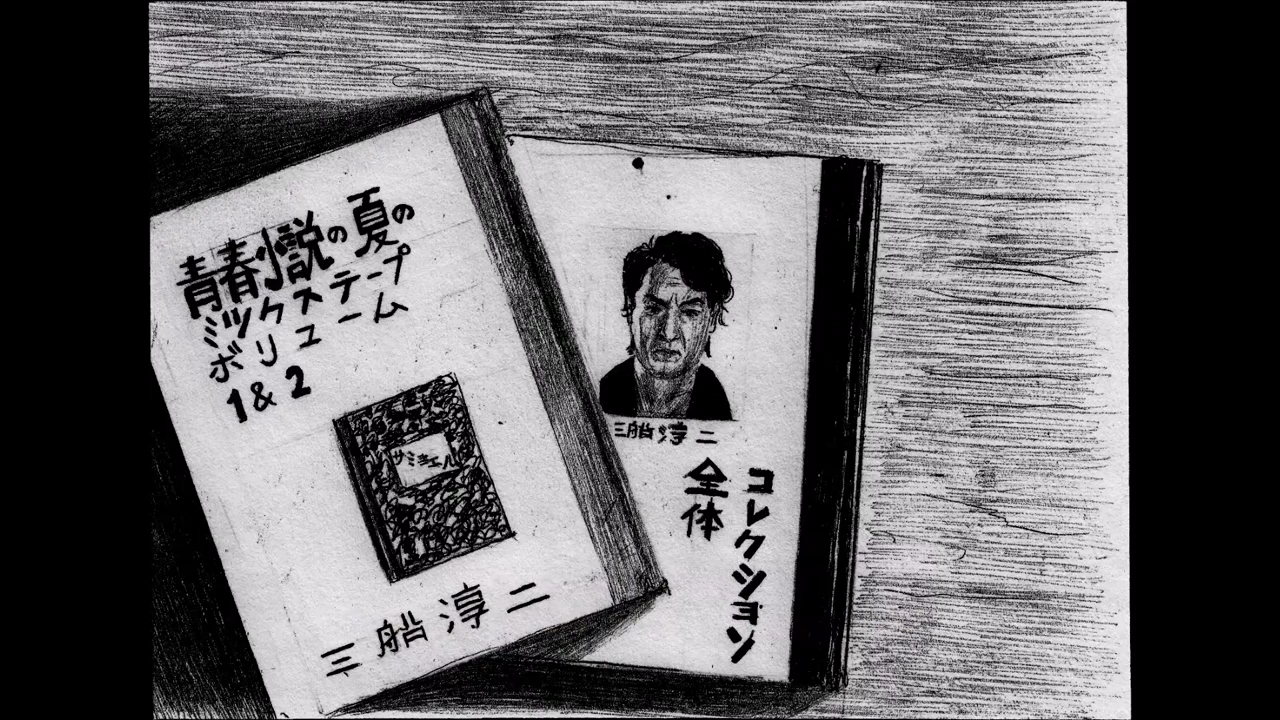 青春小説の夏の
ミックステープ
ボリューム
1&2
サミュエル
三船淳二
三船淳二
コレクション
全体